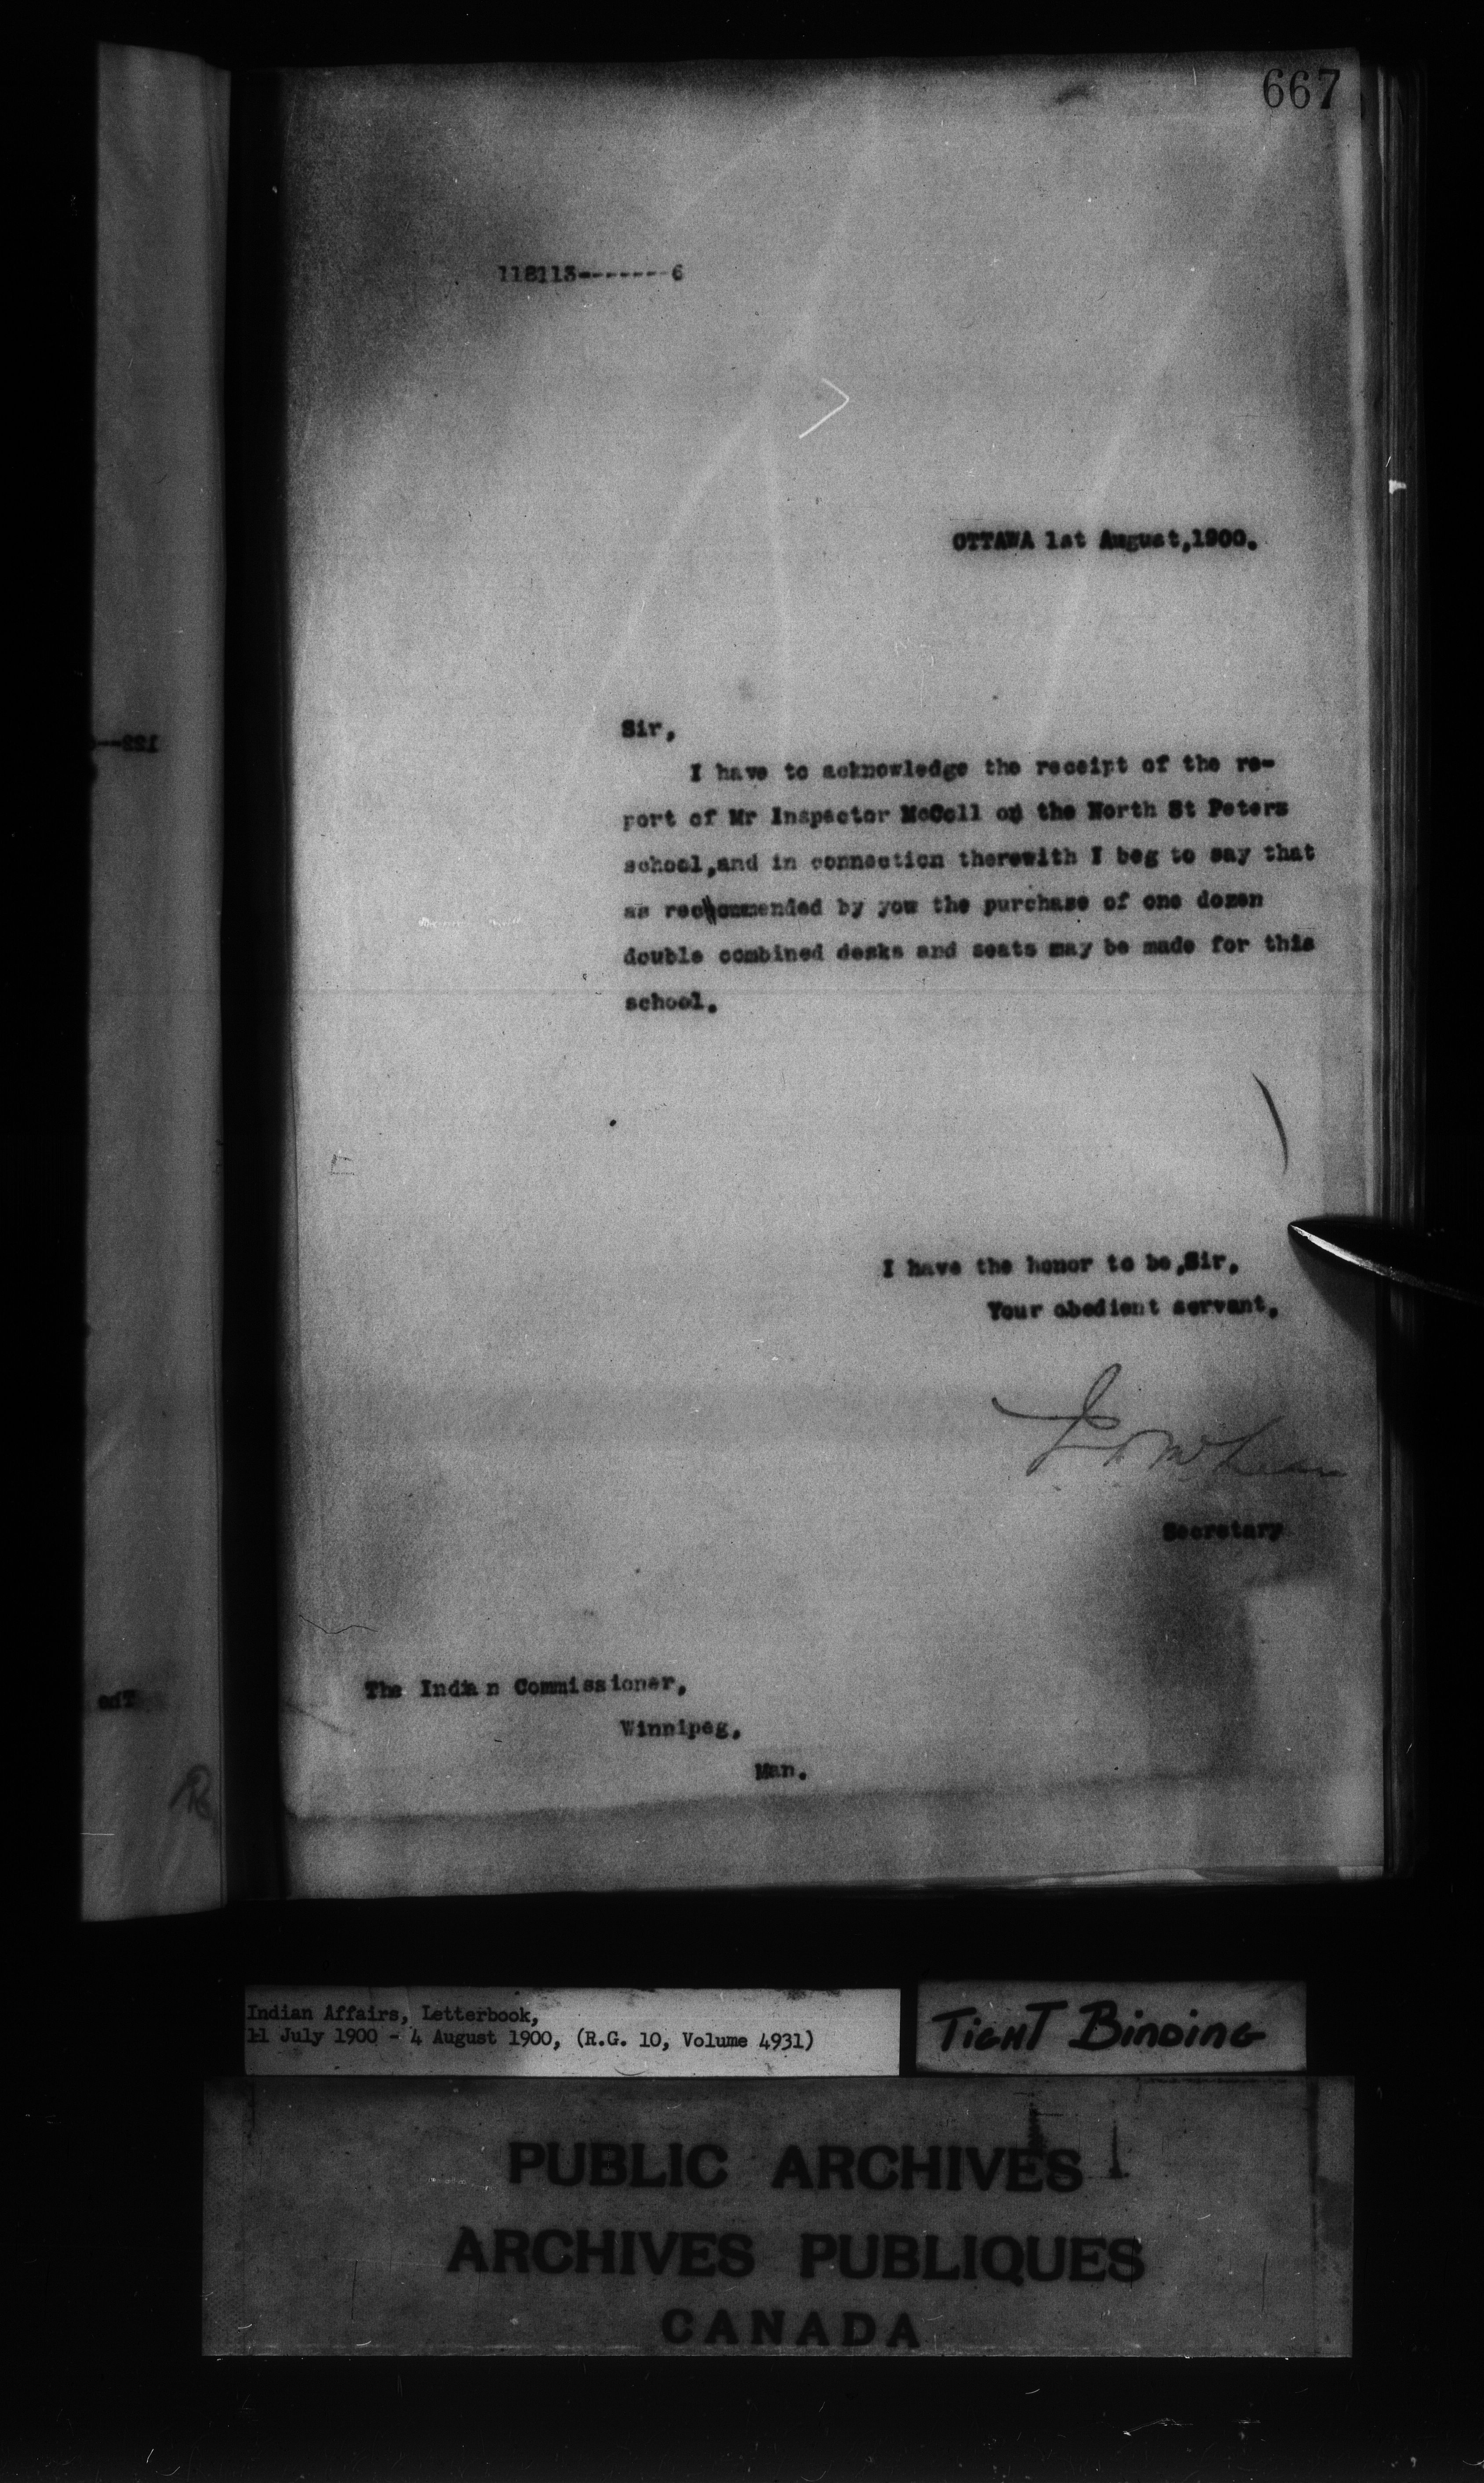 667
118113-------6
OTTAWA 1st August,1900.
Sir,
I have to acknowledge the receipt of the re-
port of Mr Inspector McColl on the North St Peters
school,and in connection therewith I beg to say that
as recommended by you the purchase of one dozen
double combined desks and seats may be made for this
school.
I have the honor to be,Sir,
Your obedient servant,
J D McLean
Secretary
The Indian Commissioner,
Winnipeg,
Man.
Indian Affairs, Letterbook,
11 July 1900 - 4 August 1900, (R.G. 10, Volume 4931)
TIGHT BINDING
PUBLIC ARCHIVES
ARCHIVES PUBLIQUES
CANADA